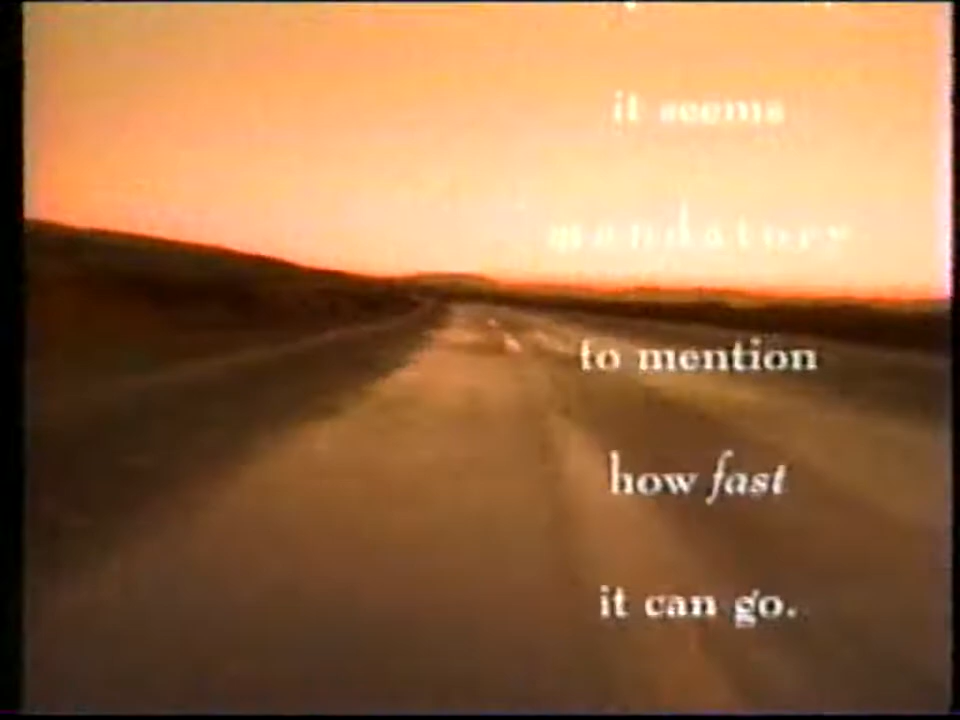 it seems
mandatory
to mention
how fast
it can go.